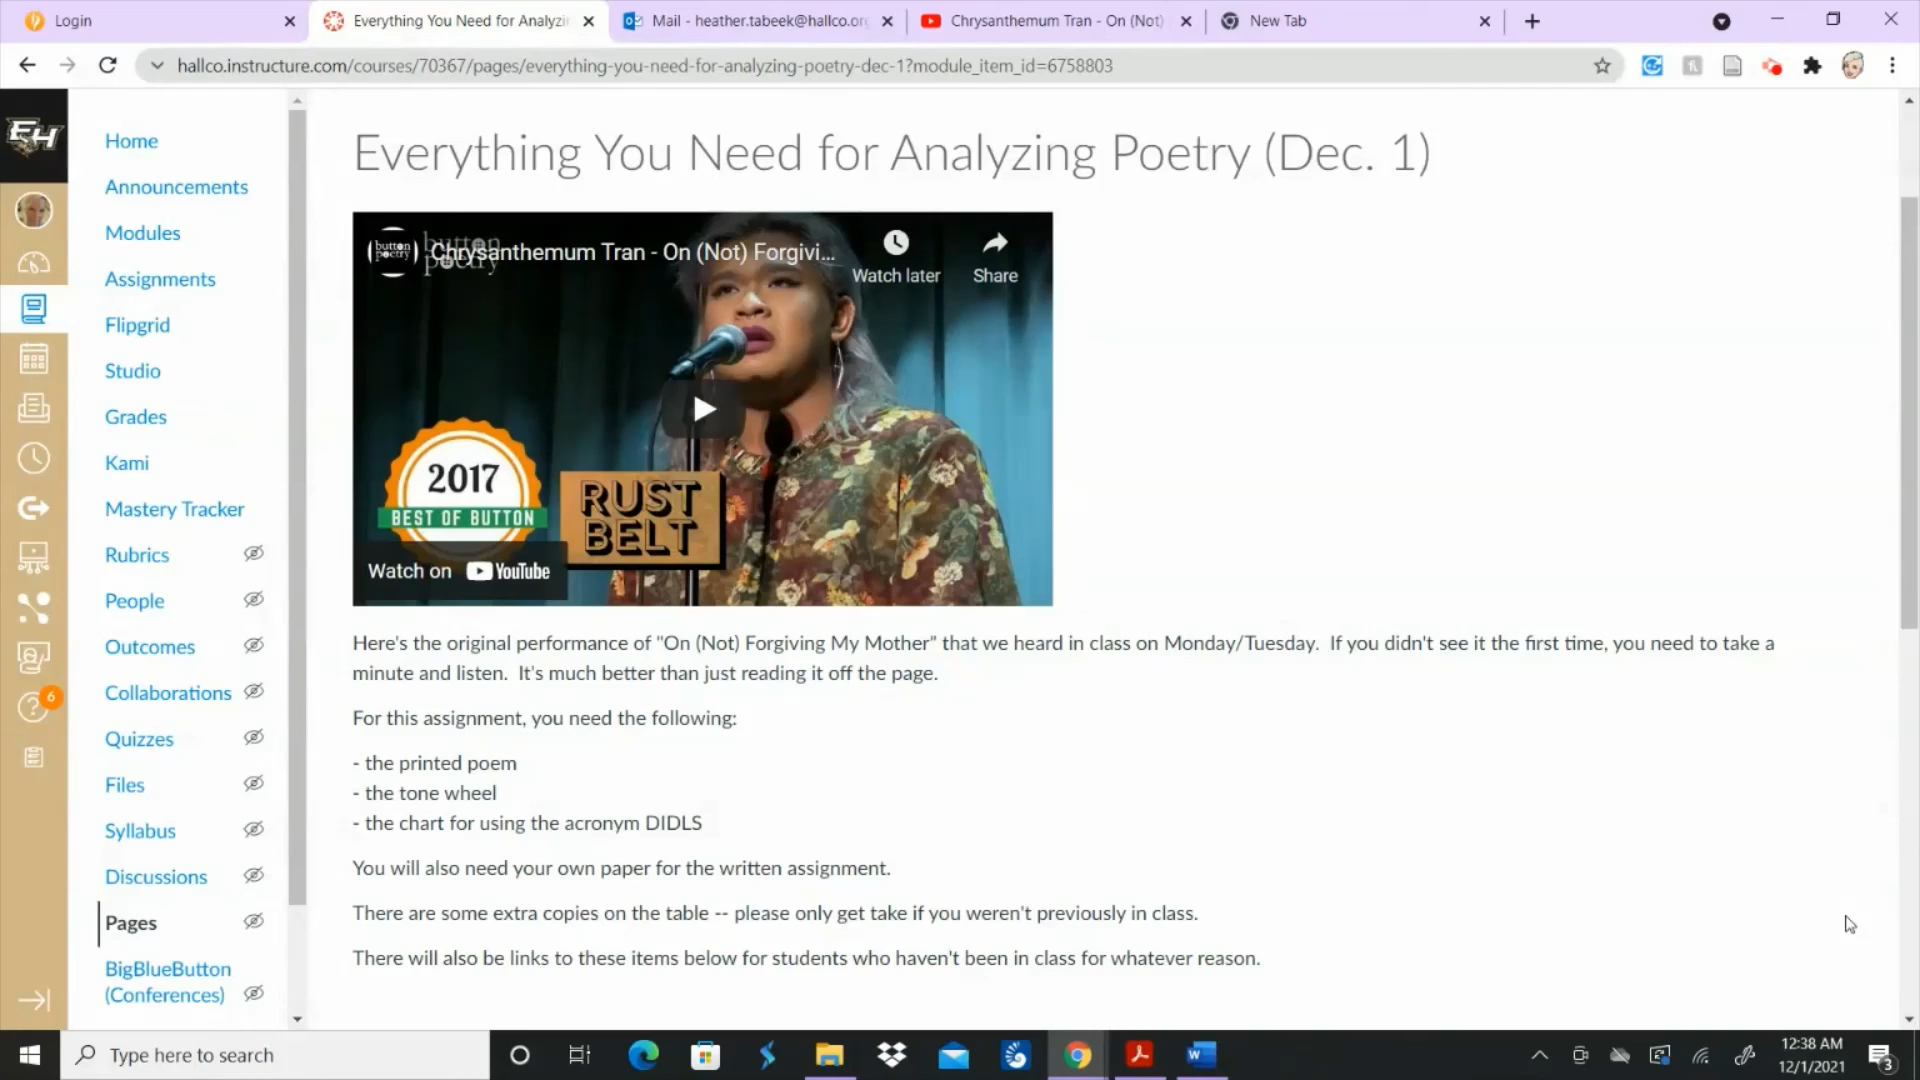 Login
Everything You Need for Analyzi
Mail - heather.tabeek@hallco.or
Chrysanthemum Tran - On (Not)
New Tab
hallco.instructure.com/courses/70367/pages/everything-you-need-for-analyzing-poetry-dec-1?module_item_id=6758803
EH
6
Home
Announcements
Modules
Assignments
Flipgrid
Studio
Grades
Kami
Mastery Tracker
Rubrics
People
Outcomes
Collaborations
Quizzes
Files
Syllabus
Discussions
Pages
BigBlueButton
(Conferences)
Everything You Need for Analyzing Poetry (Dec. 1)
button poetry
button poetry
Chrysanthemum Tran - On (Not) Forgivi...
Watch later
Share
2017
BEST OF BUTTON
RUST
BELT
Watch on YouTube
Here's the original performance of "On (Not) Forgiving My Mother" that we heard in class on Monday/Tuesday.  If you didn't see it the first time, you need to take a
minute and listen.  It's much better than just reading it off the page.
For this assignment, you need the following:
- the printed poem
- the tone wheel
- the chart for using the acronym DIDLS
You will also need your own paper for the written assignment.
There are some extra copies on the table -- please only get take if you weren't previously in class.
There will also be links to these items below for students who haven't been in class for whatever reason.
Type here to search
12:38 AM
12/1/2021
3